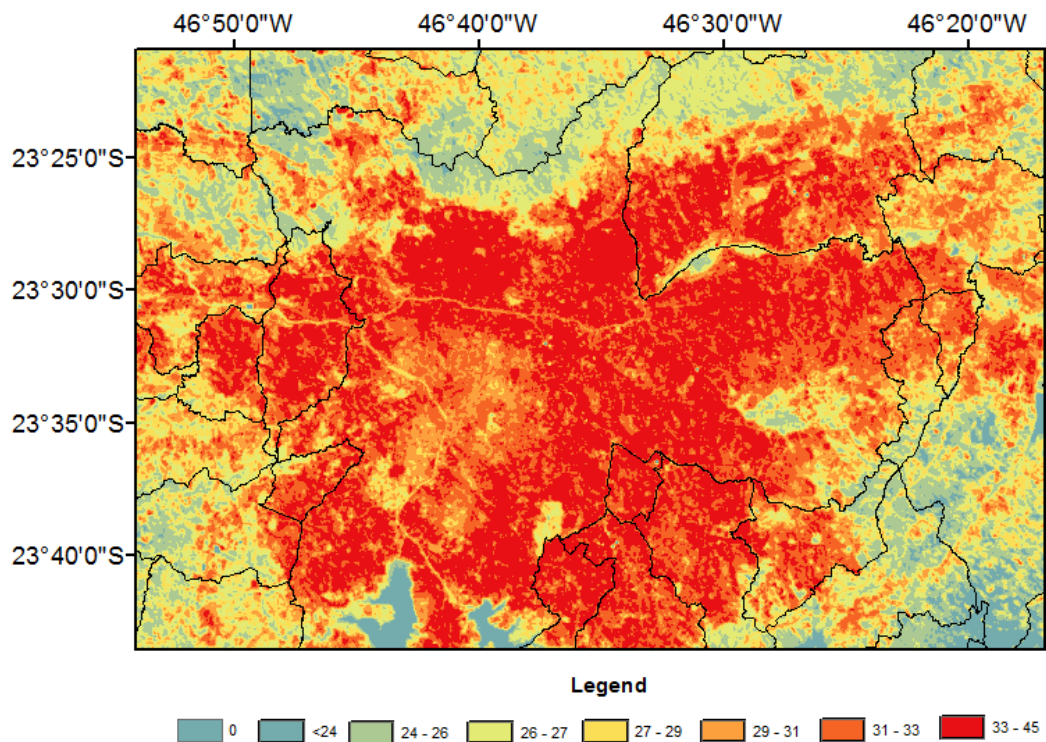 46°50'0"W 46°40'0"W 46°30'0"W 46°20'0"W
23°25'0"S
23°30'0"S
23°35'0"S
23°40'0"S
Legend
0 <24 24 - 26 26 - 27 27 - 29 29 - 31 31 - 33 33 - 45